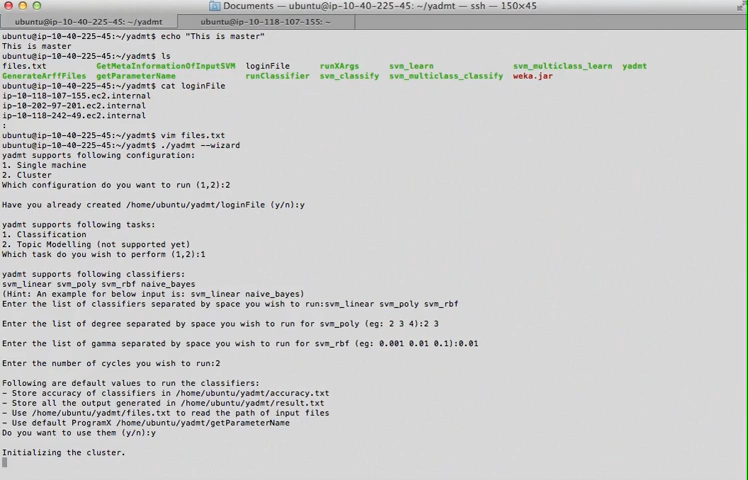 Documents — ubuntu@ip-10-40-225-45: ~/yadmt — ssh — 150×45
ubuntu@ip-10-40-225-45: ~/yadmt
ubuntu@ip-10-118-107-155: ~
ubuntu@ip-10-40-225-45:~/yadmt$ echo "This is master"
This is master
ubuntu@ip-10-40-225-45:~/yadmt$ ls
files.txt GetMetaInformationOfInputSVM loginFile runXArgs svm_learn svm_multiclass_learn yadmt
GenerateArffFiles getParameterName runClassifier svm_classify svm_multiclass_classify weka.jar
ubuntu@ip-10-40-225-45:~/yadmt$ cat loginFile
ip-10-118-107-155.ec2.internal
ip-10-202-97-201.ec2.internal
ip-10-118-242-49.ec2.internal
:
ubuntu@ip-10-40-225-45:~/yadmt$ vim files.txt
ubuntu@ip-10-40-225-45:~/yadmt$ ./yadmt --wizard
yadmt supports following configuration:
1. Single machine
2. Cluster
Which configuration do you want to run (1,2):2
Have you already created /home/ubuntu/yadmt/loginFile (y/n):y
yadmt supports following tasks:
1. Classification
2. Topic Modelling (not supported yet)
Which task do you wish to perform (1,2):1
yadmt supports following classifiers:
svm_linear svm_poly svm_rbf naive_bayes
(Hint: An example for below input is: svm_linear naive_bayes)
Enter the list of classifiers separated by space you wish to run:svm_linear svm_poly svm_rbf
Enter the list of degree separated by space you wish to run for svm_poly (eg: 2 3 4):2 3
Enter the list of gamma separated by space you wish to run for svm_rbf (eg: 0.001 0.01 0.1):0.01
Enter the number of cycles you wish to run:2
Following are default values to run the classifiers:
- Store accuracy of classifiers in /home/ubuntu/yadmt/accuracy.txt
- Store all the output generated in /home/ubuntu/yadmt/result.txt
- Use /home/ubuntu/yadmt/files.txt to read the path of input files
- Use default ProgramX /home/ubuntu/yadmt/getParameterName
Do you want to use them (y/n):y
Initializing the cluster.